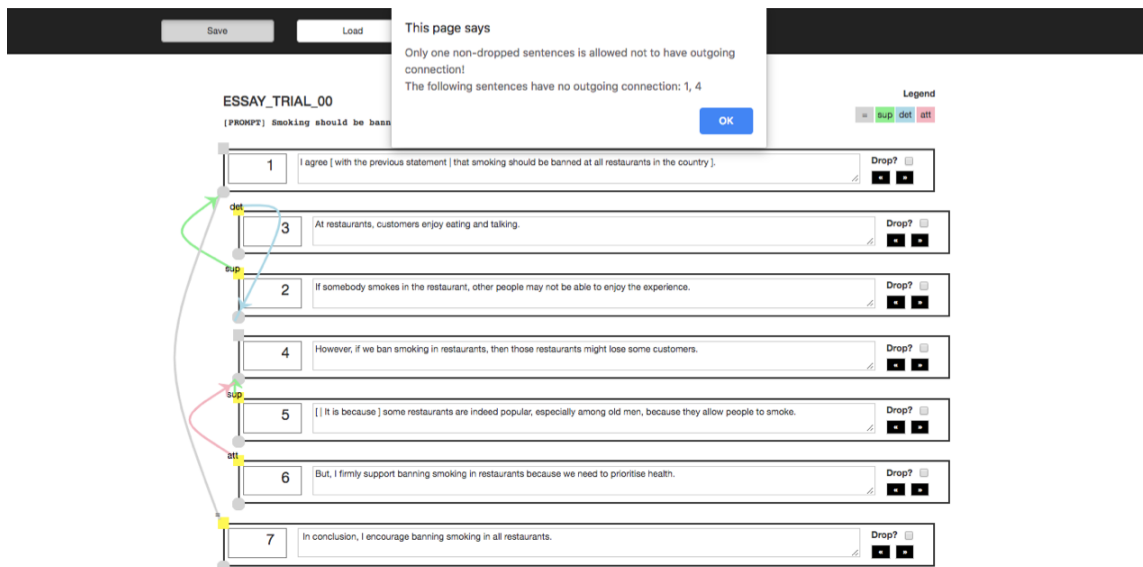 Save
Load
This page says
Only one non-dropped sentences is allowed not to have outgoing
connection!
The following sentences have no outgoing connection: 1, 4
OK
ESSAY_TRIAL_00
Legend
[PROMPT] Smoking should be bann
= sup det att
1
I agree [ with the previous statement | that smoking should be banned at all restaurants in the country ].
Drop?
« »
det
3
At restaurants, customers enjoy eating and talking.
Drop?
« »
sup
2
If somebody smokes in the restaurant, other people may not be able to enjoy the experience.
Drop?
« »
4
However, if we ban smoking in restaurants, then those restaurants might lose some customers.
Drop?
« »
sup
5
[ | It is because ] some restaurants are indeed popular, especially among old men, because they allow people to smoke.
Drop?
« »
att
6
But, I firmly support banning smoking in restaurants because we need to prioritise health.
Drop?
« »
7
In conclusion, I encourage banning smoking in all restaurants.
Drop?
« »